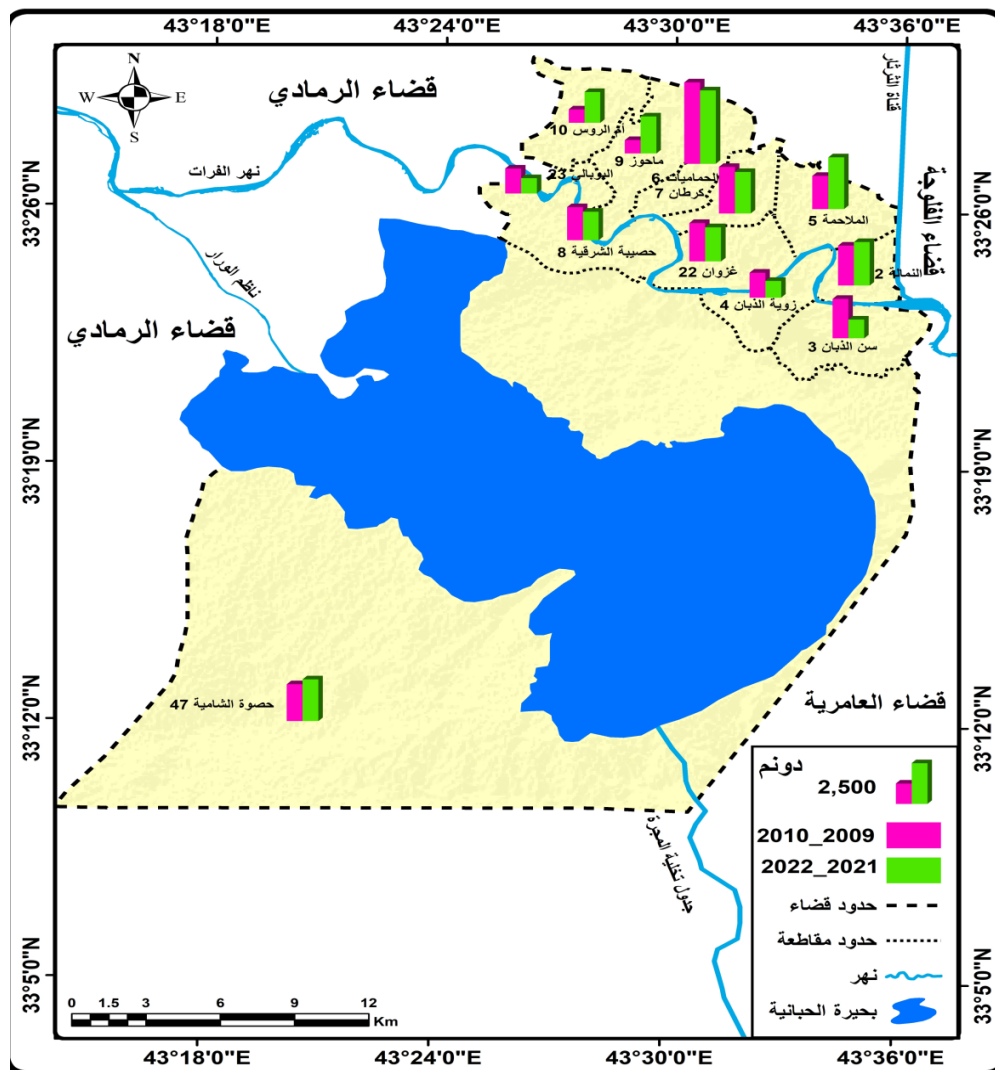 43°18'0"E
43°24'0"E
43°30'0"E
43°36'0"E
N
W
E
S
قضاء الرمادي
قناة الثرثار
10 ام الروس
ماحوز 9
نهر الفرات
23 البوبالي
الحماميات 6
كرطان 7
33°26'0"N
33°26'0"N
الملاحمة 5
قضاء الفلوجة
حصيبة الشرقية 8
غزوان 22
النمالة 2
ناظم الورار
زوية الذبان 4
قضاء الرمادي
سن الذبان 3
33°19'0"N
33°19'0"N
حصوة الشامية 47
قضاء العامرية
33°12'0"N
33°12'0"N
دونم
2,500
جدول تخلية المجرة
2010_2009
2022_2021
حدود قضاء
حدود مقاطعة
نهر
بحيرة الحبانية
33°5'0"N
33°5'0"N
0 1.5 3 6 9 12
Km
43°18'0"E
43°24'0"E
43°30'0"E
43°36'0"E